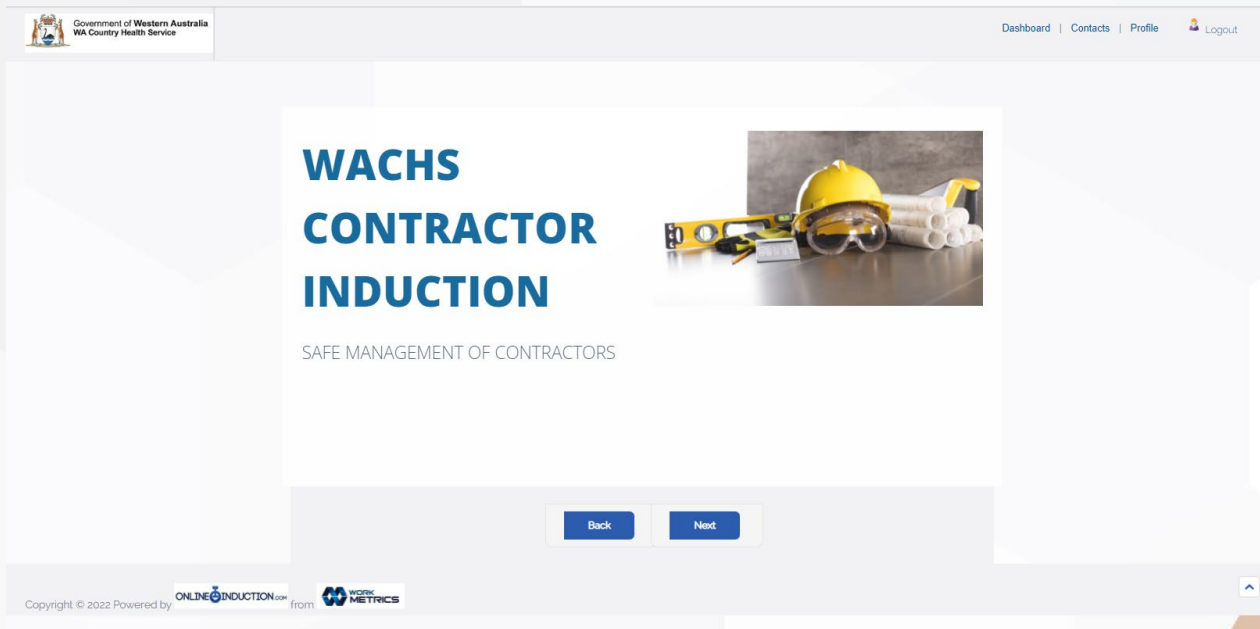 Government of Western Australia
WA Country Health Service
Dashboard | Contacts | Profile Logout
WACHS
CONTRACTOR
INDUCTION
SAFE MANAGEMENT OF CONTRACTORS
Back Next
Copyright © 2022 Powered by ONLINEINDUCTION.COM from WORK METRICS